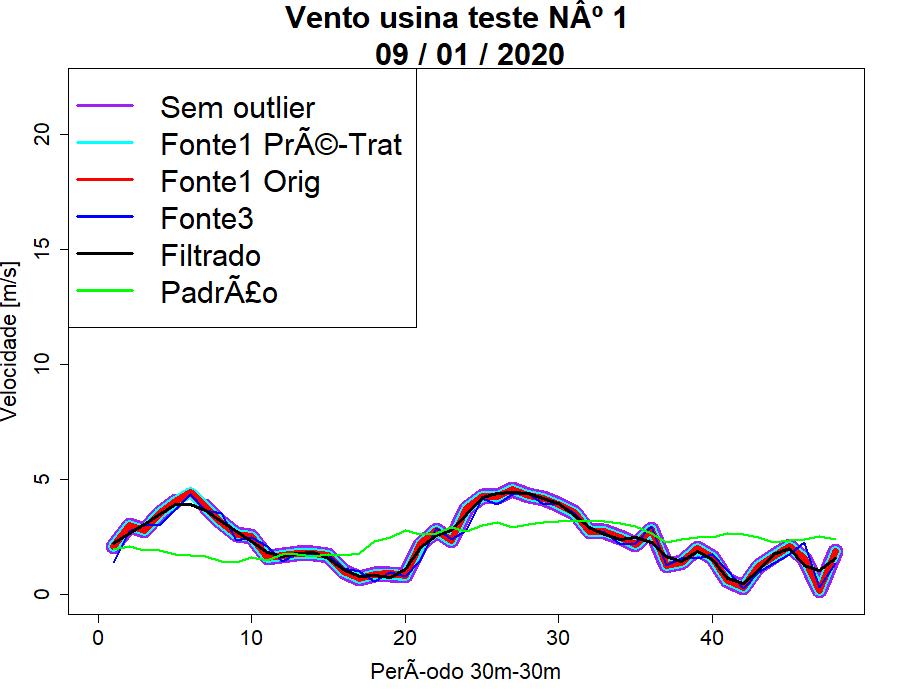 Vento usina teste NÂº 1
09 / 01 / 2020
Sem outlier
Fonte1 PrÃ©-Trat
Fonte1 Orig
Fonte3
Filtrado
PadrÃ£o
Velocidade [m/s]
20
15
10
5
0
0 10 20 30 40
PerÃ-odo 30m-30m